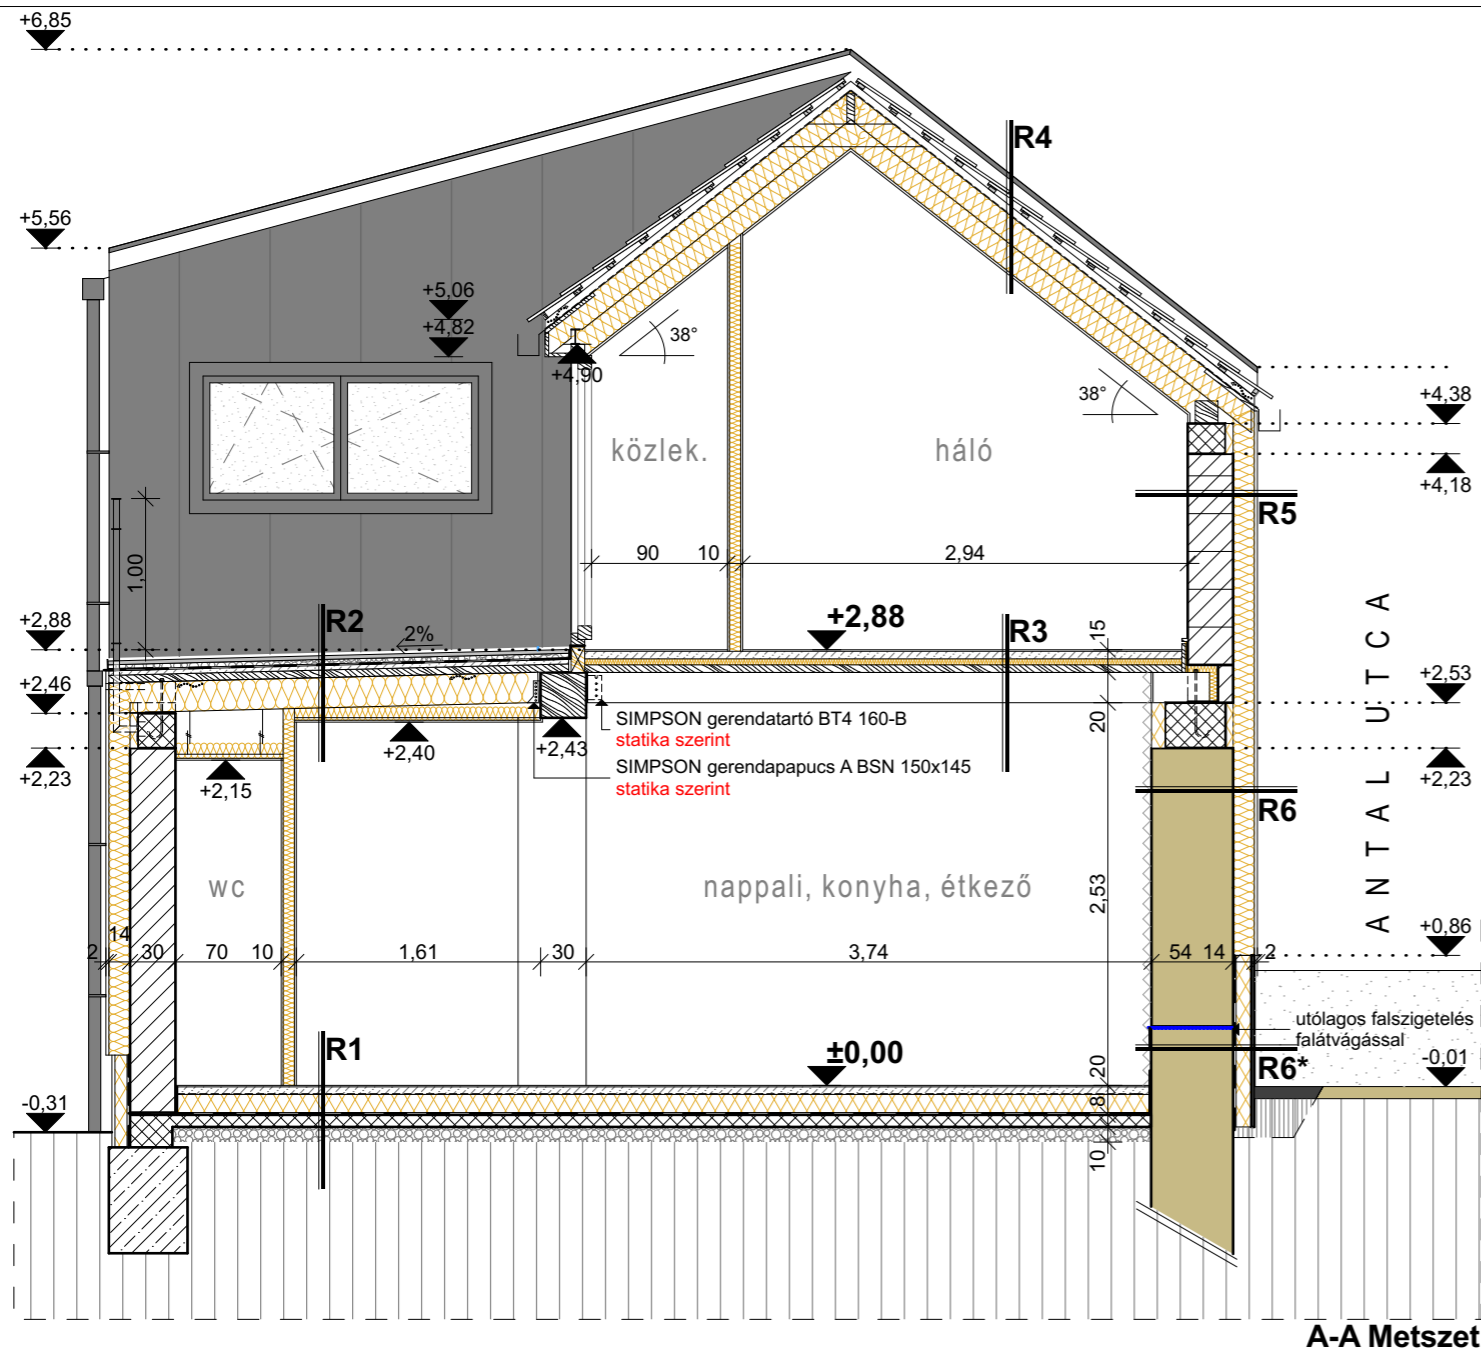 +6,85
R4
+5,56
+5,06
+4,82
38°
+4,90
38°
+4,38
közlek.
háló
+4,18
R5
90
10
2,94
1,00
ANTAL UTCA
+2,88
R2
2%
+2,88
R3
15
+2,46
+2,53
SIMPSON gerendatartó BT4 160-B
20
statika szerint
+2,40
+2,43
+2,23
SIMPSON gerendapapucs A BSN 150x145
+2,23
+2,15
statika szerint
R6
wc
nappali, konyha, étkező
2,53
14
+0,86
2
30
70
10
1,61
30
3,74
54
14
2
utólagos falszigetelés
falátvágással
R1
±0,00
20
R6*
-0,01
-0,31
8
10
A-A Metszet